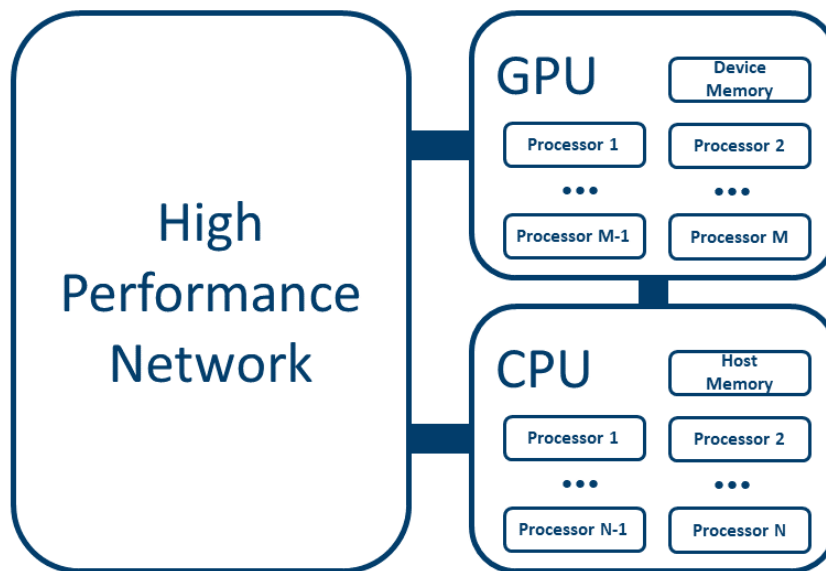 High
Performance
Network
GPU
Device
Memory
Processor 1
Processor 2
•••
•••
Processor M-1
Processor M
CPU
Host
Memory
Processor 1
Processor 2
•••
•••
Processor N-1
Processor N